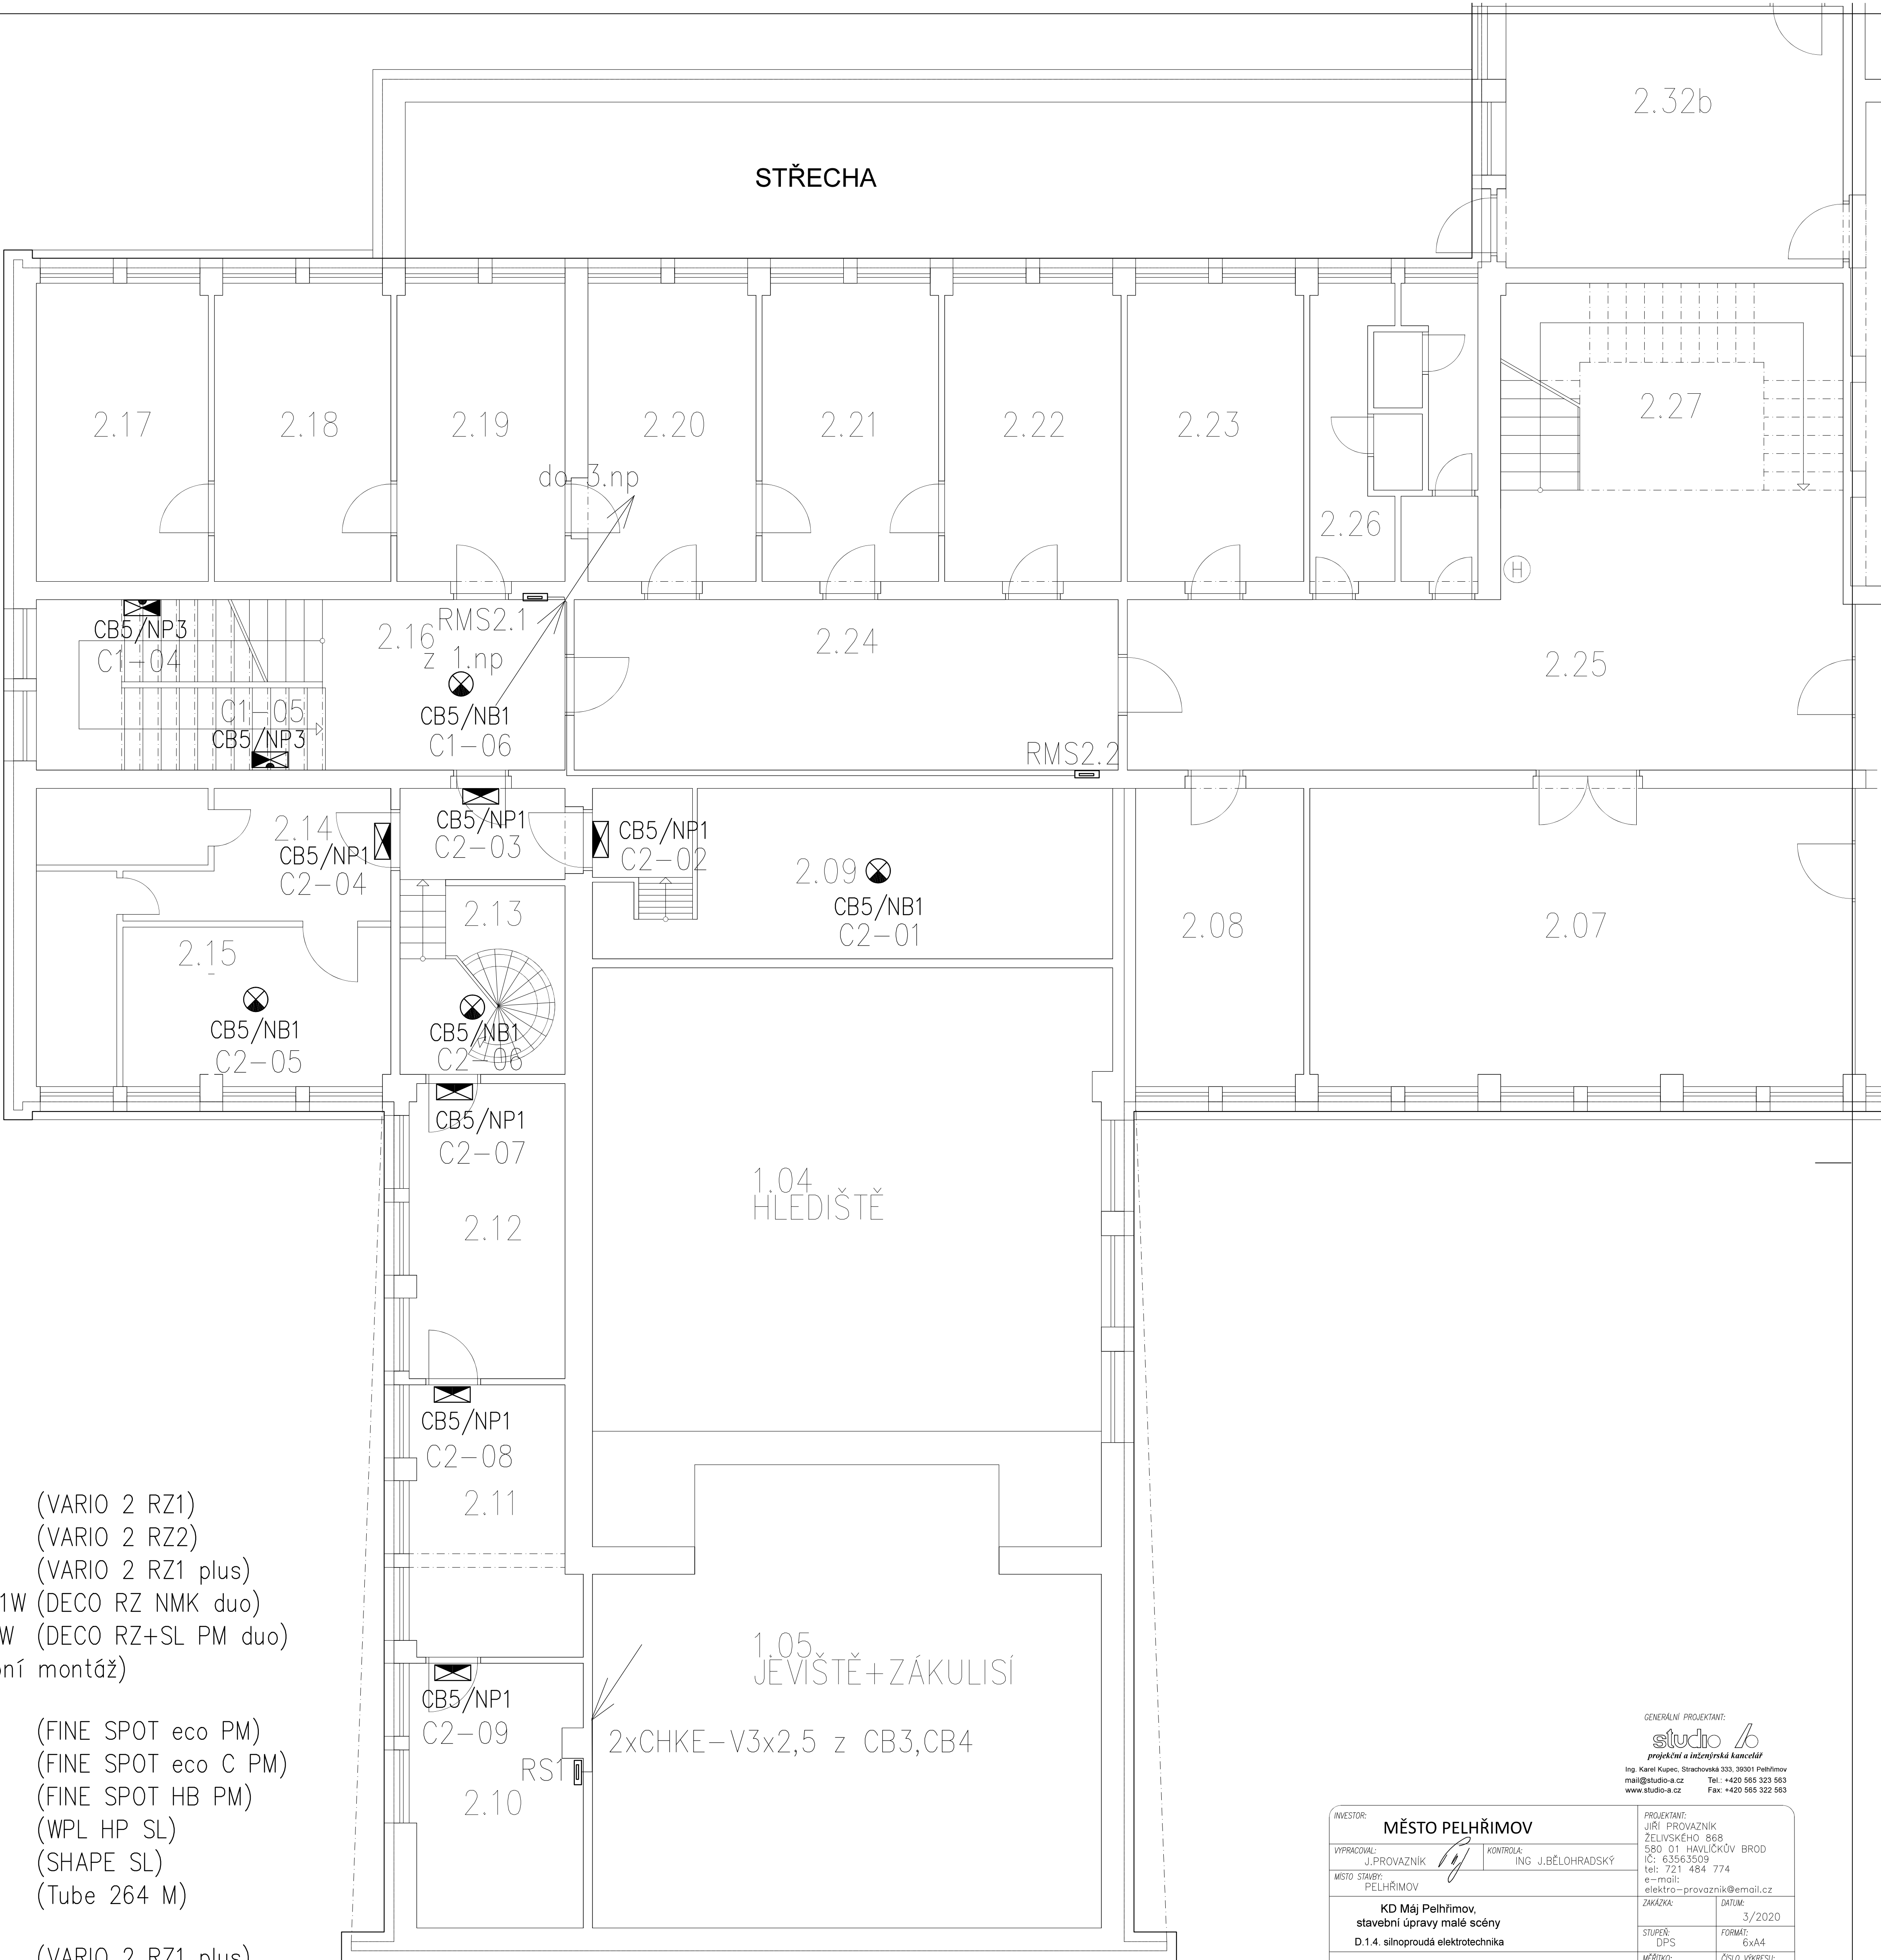 2.32b
STŘECHA
2.17
2.18
2.19
2.20
2.21
2.22
2.23
2.27
do 3.np
2.26
H
CB5/NP3
C1-04
2.16
RMS2.1
z 1.np
2.24
2.25
C1-05
CB5/NP3
CB5/NB1
C1-06
RMS2.2
2.14
CB5/NP1
C2-04
CB5/NP1
C2-03
CB5/NP1
C2-02
2.09
CB5/NB1
C2-01
2.13
2.08
2.07
2.15
CB5/NB1
C2-05
CB5/NB1
C2-06
CB5/NP1
C2-07
2.12
1.04
HLEDIŠTĚ
CB5/NP1
C2-08
2.11
(VARIO 2 RZ1)
(VARIO 2 RZ2)
(VARIO 2 RZ1 plus)
1W (DECO RZ NMK duo)
W (DECO RZ+SL PM duo)
ní montáž)
1.05
JEVIŠTĚ+ZÁKULISÍ
CB5/NP1
C2-09
2xCHKE-V3x2,5 z CB3,CB4
RS1
2.10
(FINE SPOT eco PM)
(FINE SPOT eco C PM)
(FINE SPOT HB PM)
(WPL HP SL)
(SHAPE SL)
(Tube 264 M)
(VARIO 2 RZ1 plus)
GENERÁLNÍ PROJEKTANT:
studio
projekční a inženýrská kancelář
Ing. Karel Kupec, Strachovská 333, 39301 Pelhřimov
mail@studio-a.cz Tel.: +420 565 323 563
www.studio-a.cz Fax: +420 565 322 563
INVESTOR:
MĚSTO PELHŘIMOV
VYPRACOVAL:
J.PROVAZNÍK
KONTROLA:
ING J.BĚLOHRADSKÝ
MÍSTO STAVBY:
PELHŘIMOV
PROJEKTANT:
JIŘÍ PROVAZNÍK
ŽELIVSKÉHO 868
580 01 HAVLÍČKŮV BROD
IČ: 63563509
tel: 721 484 774
e-mail:
elektro-provaznik@email.cz
KD Máj Pelhřimov,
stavební úpravy malé scény
D.1.4. silnoproudá elektrotechnika
ZAKÁZKA:
DATUM:
3/2020
STUPEŇ:
DPS
FORMÁT:
6xA4
MĚŘÍTKO:
ČÍSLO VÝKRESU: